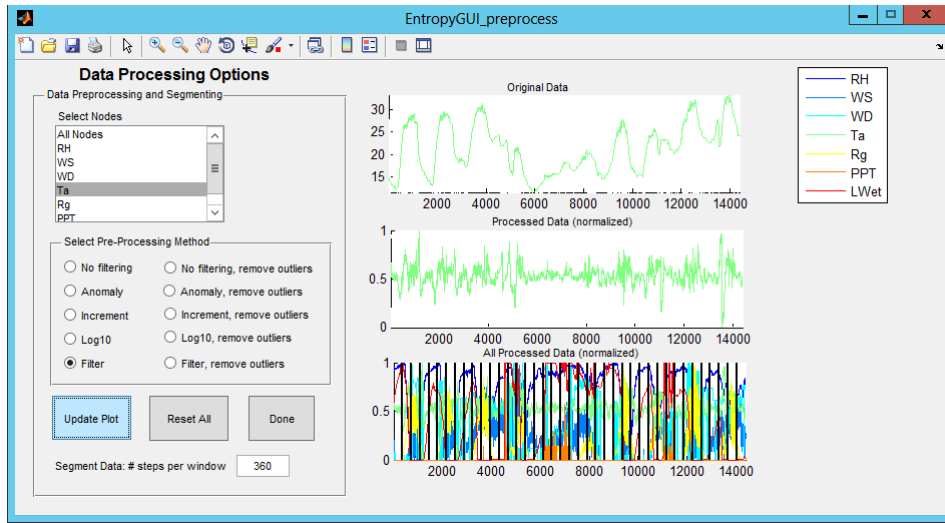 EntropyGUI_preprocess
Data Processing Options
Data Preprocessing and Segmenting
Select Nodes
All Nodes
RH
WS
WD
Ta
Rg
PPT
Select Pre-Processing Method
No filtering
No filtering, remove outliers
Anomaly
Anomaly, remove outliers
Increment
Increment, remove outliers
Log10
Log10, remove outliers
Filter
Filter, remove outliers
Update Plot
Reset All
Done
Segment Data: # steps per window
360
Original Data
30
25
20
15
2000 4000 6000 8000 10000 12000 14000
Processed Data (normalized)
1
0.5
0
2000 4000 6000 8000 10000 12000 14000
All Processed Data (normalized)
1
0.5
0
2000 4000 6000 8000 10000 12000 14000
RH
WS
WD
Ta
Rg
PPT
LWet